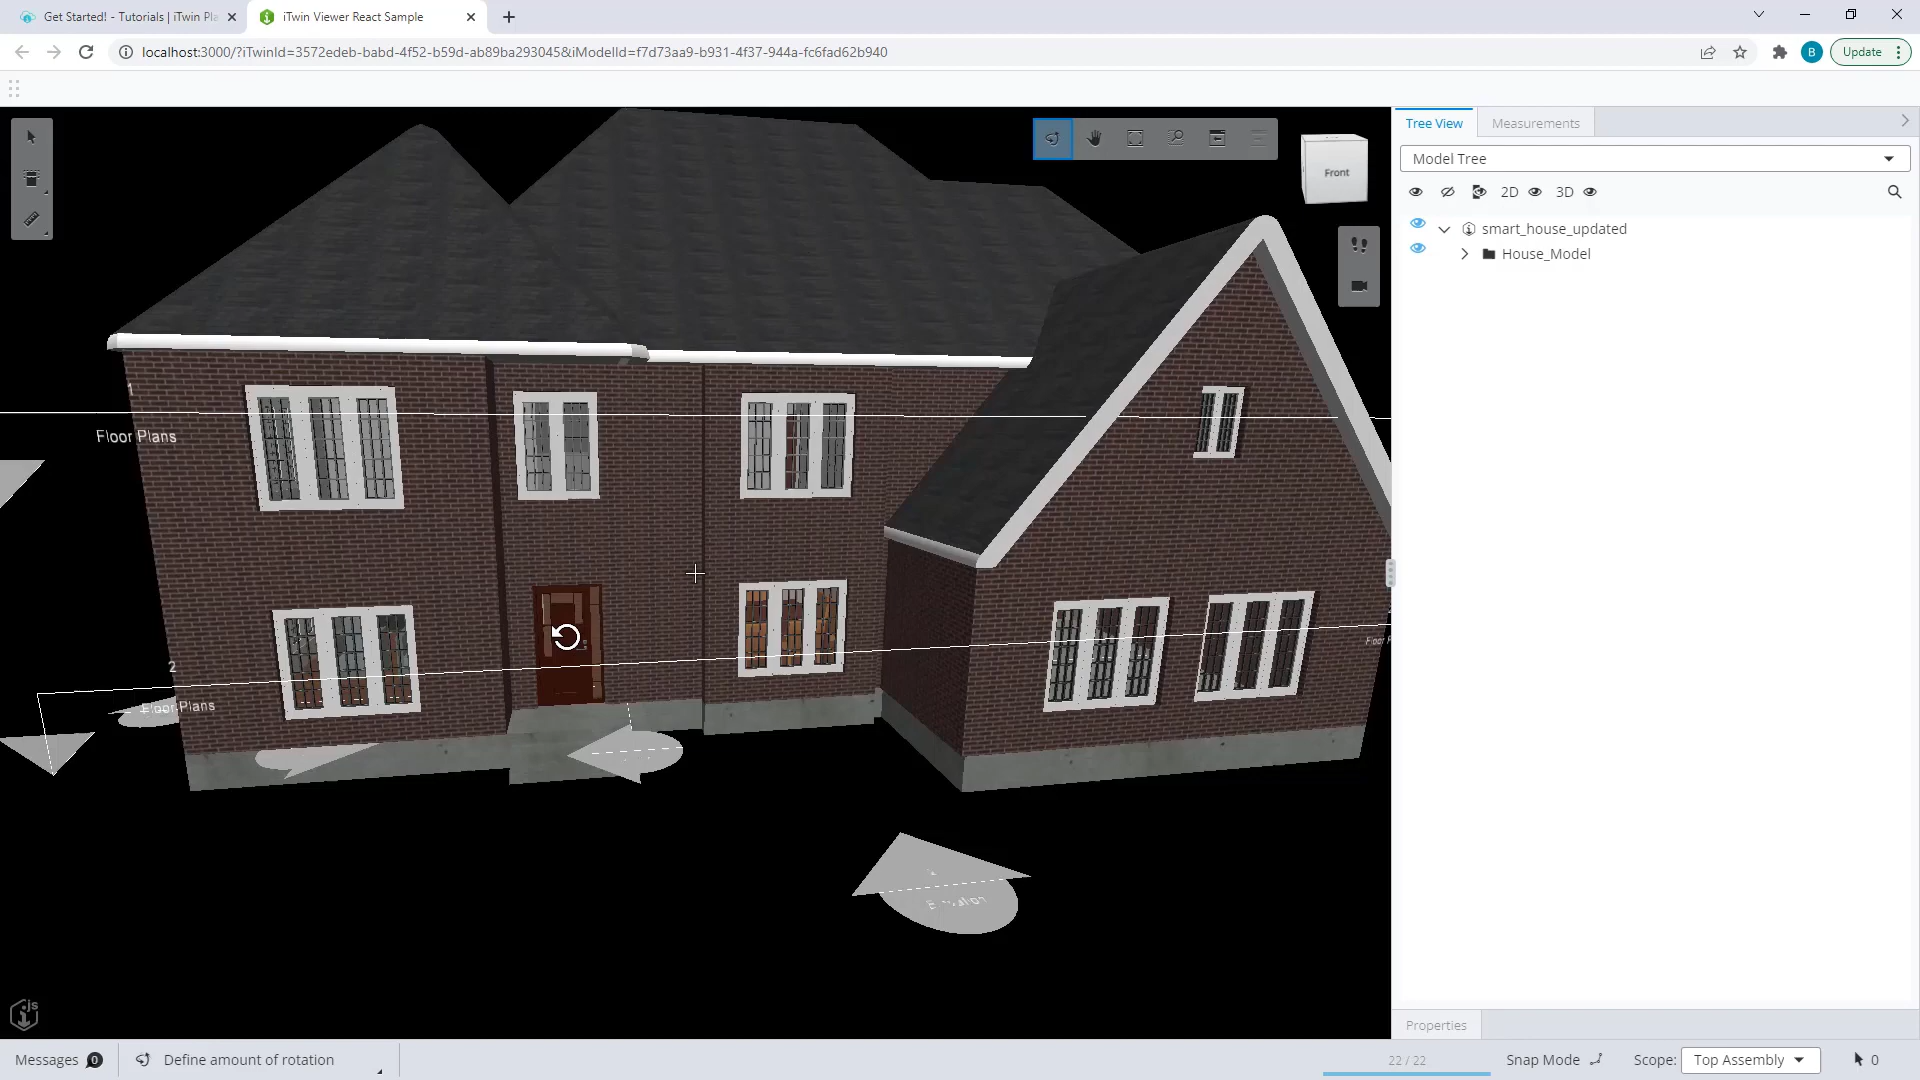 Get Started! - Tutorials | iTwin Pla
iTwin Viewer React Sample
localhost:3000/?iTwinId=3572edeb-babd-4f52-b59d-ab89ba293045&iModelId=f7d73aa9-b931-4f37-944a-fc6fad62b940
B
Update
Tree View
Measurements
Model Tree
2D
3D
smart_house_updated
House_Model
Front
1
Floor Plans
2
Floor Plans
Floor P
js
Properties
Messages 0
Define amount of rotation
22 / 22
Snap Mode
Scope:
Top Assembly
0